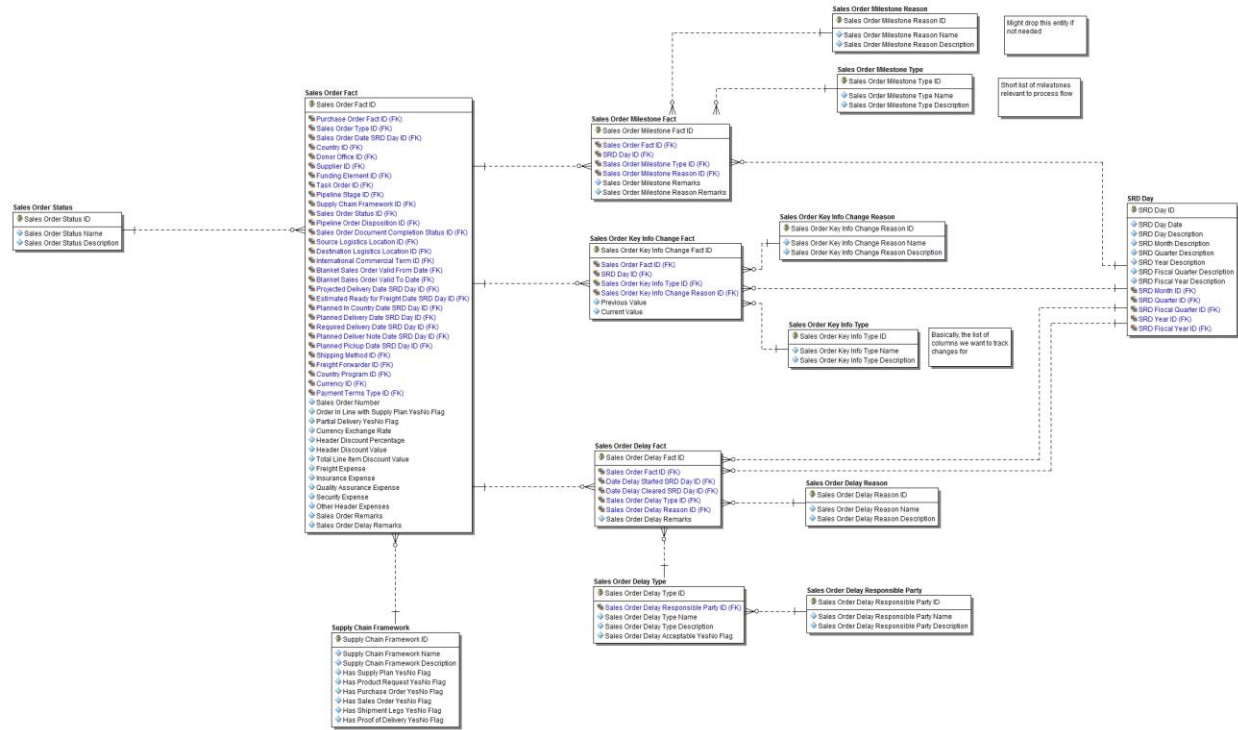 Sales Order Milestone Reason
Sales Order Milestone Reason ID
Sales Order Milestone Reason Name
Sales Order Milestone Reason Description
Might drop this entity if
not needed
Sales Order Milestone Type
Sales Order Milestone Type ID
Sales Order Milestone Type Name
Sales Order Milestone Type Description
Short list of milestones
relevant to process flow
Sales Order Fact
Sales Order Fact ID
Purchase Order Fact ID (FK)
Sales Order Type ID (FK)
Sales Order Date SRD Day ID (FK)
Country ID (FK)
Donor Office ID (FK)
Supplier ID (FK)
Funding Element ID (FK)
Task Order ID (FK)
Pipeline Stage ID (FK)
Supply Chain Framework ID (FK)
Sales Order Status ID (FK)
Pipeline Order Disposition ID (FK)
Sales Order Document Completion Status ID (FK)
Source Logistics Location ID (FK)
Destination Logistics Location ID (FK)
International Commercial Term ID (FK)
Blanket Sales Order Valid From Date (FK)
Blanket Sales Order Valid To Date (FK)
Projected Delivery Date SRD Day ID (FK)
Estimated Ready for Freight Date SRD Day ID (FK)
Planned In Country Date SRD Day ID (FK)
Planned Delivery Date SRD Day ID (FK)
Required Delivery Date SRD Day ID (FK)
Planned Deliver Note Date SRD Day ID (FK)
Planned Pickup Date SRD Day ID (FK)
Shipping Method ID (FK)
Freight Forwarder ID (FK)
Country Program ID (FK)
Currency ID (FK)
Payment Terms Type ID (FK)
Sales Order Number
Order In Line with Supply Plan YesNo Flag
Partial Delivery YesNo Flag
Currency Exchange Rate
Header Discount Percentage
Header Discount Value
Total Line Item Discount Value
Freight Expense
Insurance Expense
Quality Assurance Expense
Security Expense
Other Header Expenses
Sales Order Remarks
Sales Order Delay Remarks
Sales Order Milestone Fact
Sales Order Milestone Fact ID
Sales Order Fact ID (FK)
SRD Day ID (FK)
Sales Order Milestone Type ID (FK)
Sales Order Milestone Reason ID (FK)
Sales Order Milestone Remarks
Sales Order Milestone Reason Remarks
Sales Order Status
Sales Order Status ID
Sales Order Status Name
Sales Order Status Description
Sales Order Key Info Change Fact
Sales Order Key Info Change Fact ID
Sales Order Fact ID (FK)
SRD Day ID (FK)
Sales Order Key Info Type ID (FK)
Sales Order Key Info Change Reason ID (FK)
Previous Value
Current Value
Sales Order Key Info Change Reason
Sales Order Key Info Change Reason ID
Sales Order Key Info Change Reason Name
Sales Order Key Info Change Reason Description
SRD Day
SRD Day ID
SRD Day Date
SRD Day Description
SRD Month Description
SRD Quarter Description
SRD Year Description
SRD Fiscal Quarter Description
SRD Fiscal Year Description
SRD Month ID (FK)
SRD Quarter ID (FK)
SRD Fiscal Quarter ID (FK)
SRD Year ID (FK)
SRD Fiscal Year ID (FK)
Sales Order Key Info Type
Sales Order Key Info Type ID
Sales Order Key Info Type Name
Sales Order Key Info Type Description
Basically, the list of
columns we want to track
changes for
Sales Order Delay Fact
Sales Order Delay Fact ID
Sales Order Fact ID (FK)
Date Delay Started SRD Day ID (FK)
Date Delay Cleared SRD Day ID (FK)
Sales Order Delay Type ID (FK)
Sales Order Delay Reason ID (FK)
Sales Order Delay Remarks
Sales Order Delay Reason
Sales Order Delay Reason ID
Sales Order Delay Reason Name
Sales Order Delay Reason Description
Sales Order Delay Type
Sales Order Delay Type ID
Sales Order Delay Responsible Party ID (FK)
Sales Order Delay Type Name
Sales Order Delay Type Description
Sales Order Delay Acceptable YesNo Flag
Sales Order Delay Responsible Party
Sales Order Delay Responsible Party ID
Sales Order Delay Responsible Party Name
Sales Order Delay Responsible Party Description
Supply Chain Framework
Supply Chain Framework ID
Supply Chain Framework Name
Supply Chain Framework Description
Has Supply Plan YesNo Flag
Has Product Request YesNo Flag
Has Purchase Order YesNo Flag
Has Sales Order YesNo Flag
Has Shipment Legs YesNo Flag
Has Proof of Delivery YesNo Flag